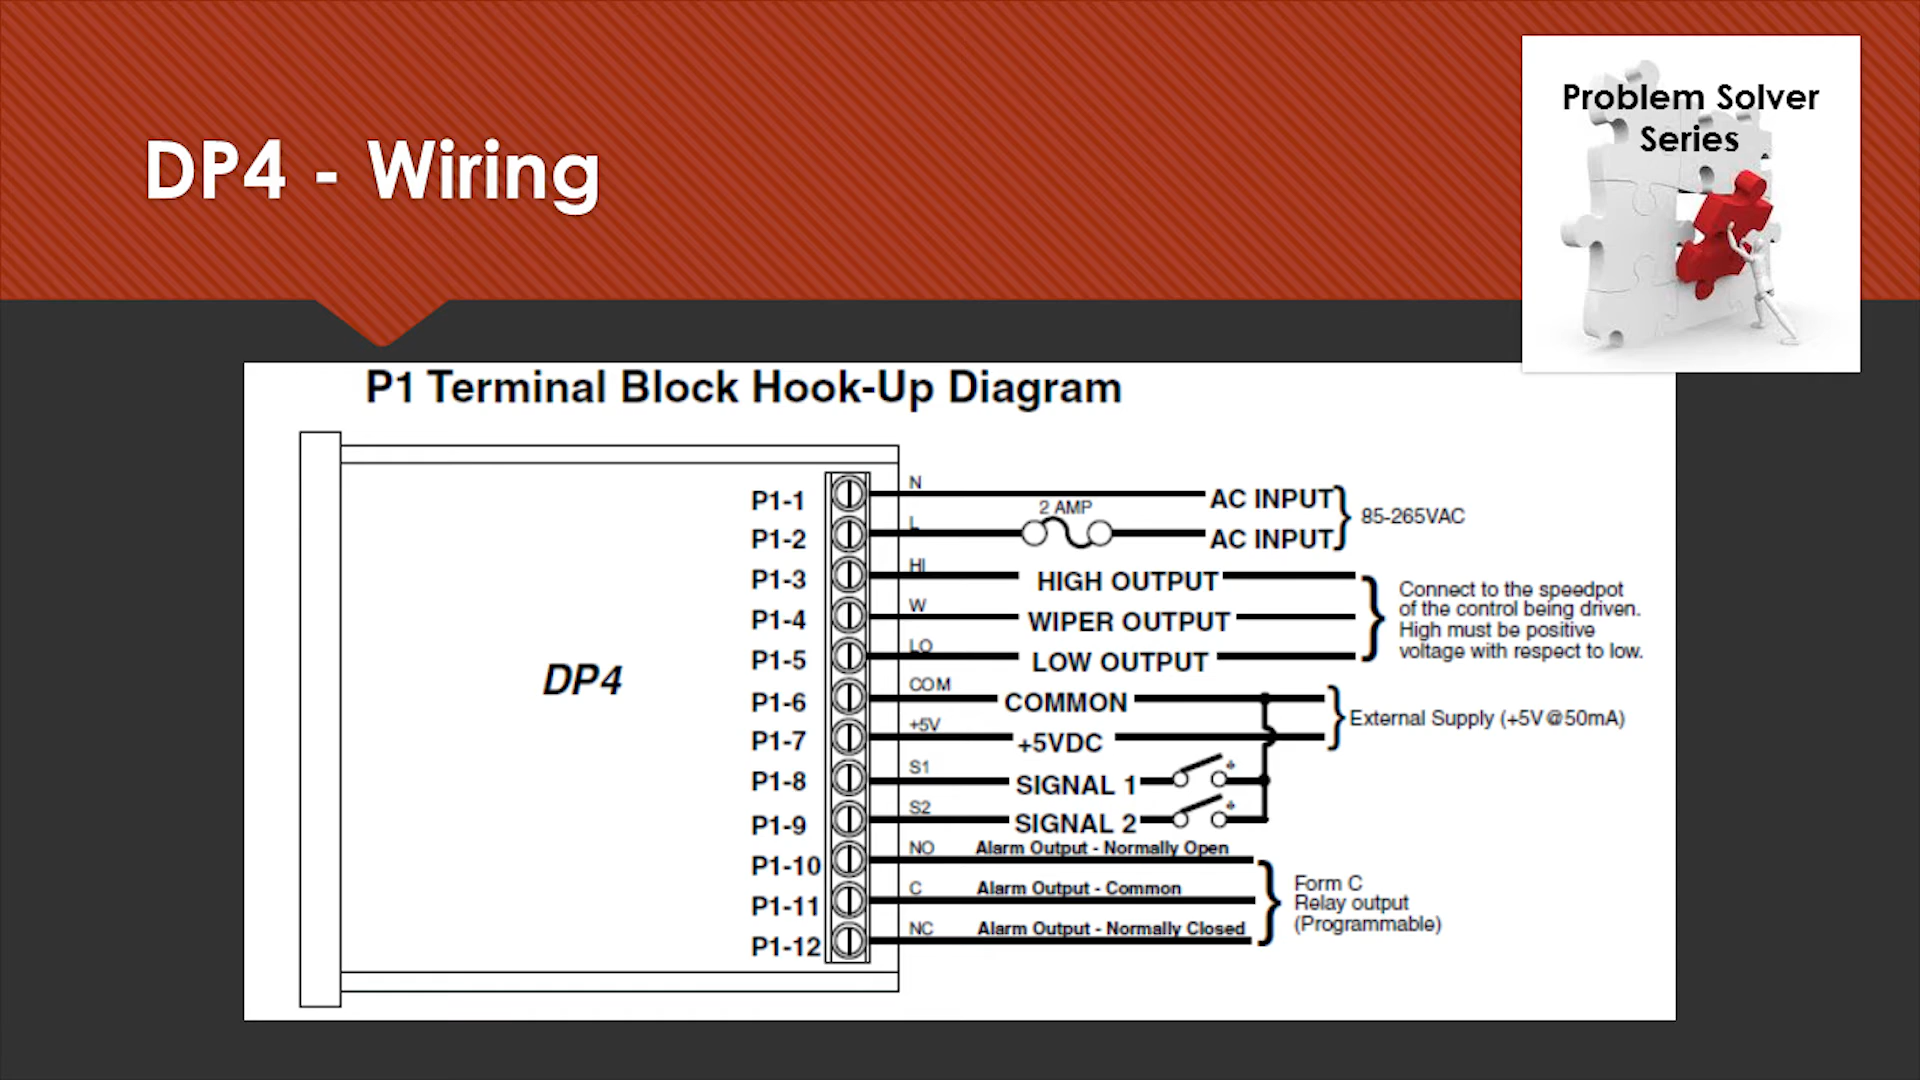 Problem Solver
Series
DP4 - Wiring
P1 Terminal Block Hook-Up Diagram
DP4
P1-1 N AC INPUT
85-265VAC
2 AMP
P1-2 L AC INPUT
P1-3 HI HIGH OUTPUT
P1-4 W WIPER OUTPUT
P1-5 LO LOW OUTPUT
Connect to the speedpot
of the control being driven.
High must be positive
voltage with respect to low.
P1-6 COM COMMON
P1-7 +5V +5VDC
External Supply (+5V@50mA)
P1-8 S1 SIGNAL 1
P1-9 S2 SIGNAL 2
P1-10 NO Alarm Output - Normally Open
P1-11 C Alarm Output - Common
P1-12 NC Alarm Output - Normally Closed
Form C
Relay output
(Programmable)